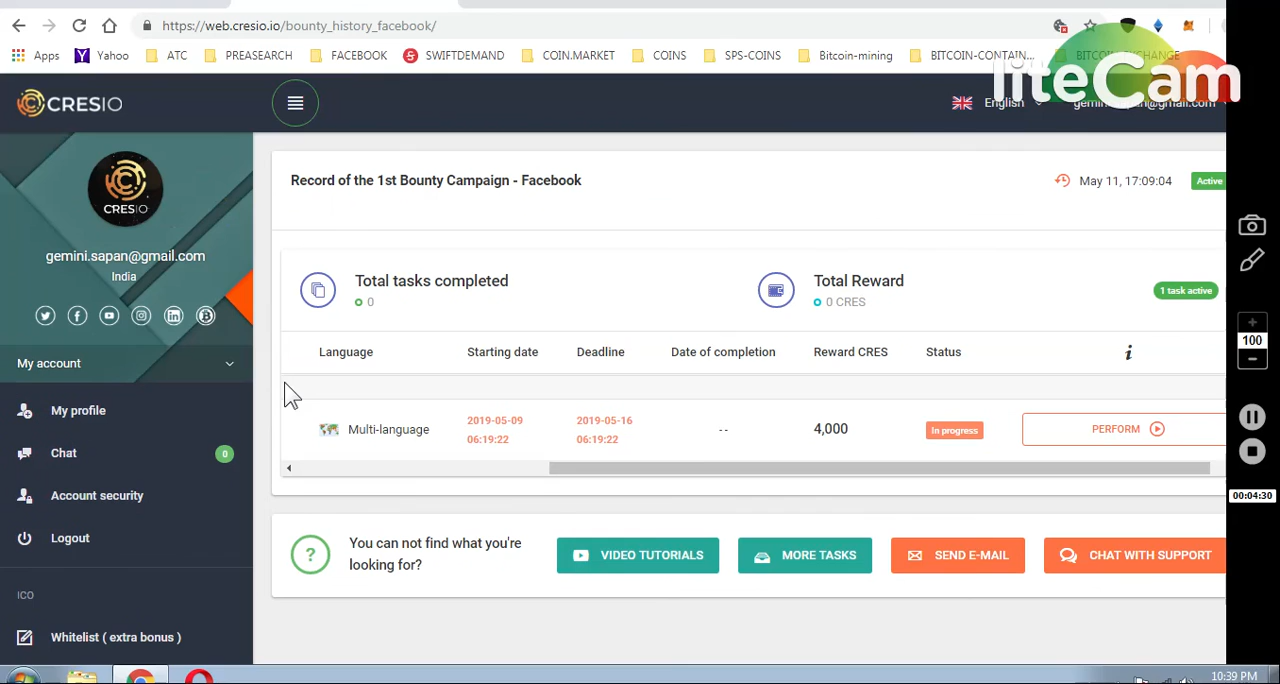 https://web.cresio.io/bounty_history_facebook/
Apps Yahoo ATC PREASEARCH FACEBOOK SWIFTDEMAND COIN.MARKET COINS SPS-COINS Bitcoin-mining BITCOIN-CONTAIN...
liteCam
CRESIO
English
CRESIO
gemini.sapan@gmail.com
India
My account
My profile
Chat 0
Account security
Logout
ICO
Whitelist ( extra bonus )
Record of the 1st Bounty Campaign - Facebook
May 11, 17:09:04
Active
Total tasks completed
0
Total Reward
0 CRES
1 task active
Language Starting date Deadline Date of completion Reward CRES Status i
Multi-language 2019-05-09 06:19:22 2019-05-16 06:19:22 -- 4,000 In progress PERFORM
? You can not find what you're
looking for?
VIDEO TUTORIALS MORE TASKS SEND E-MAIL CHAT WITH SUPPORT
100
00:04:30
10:39 PM